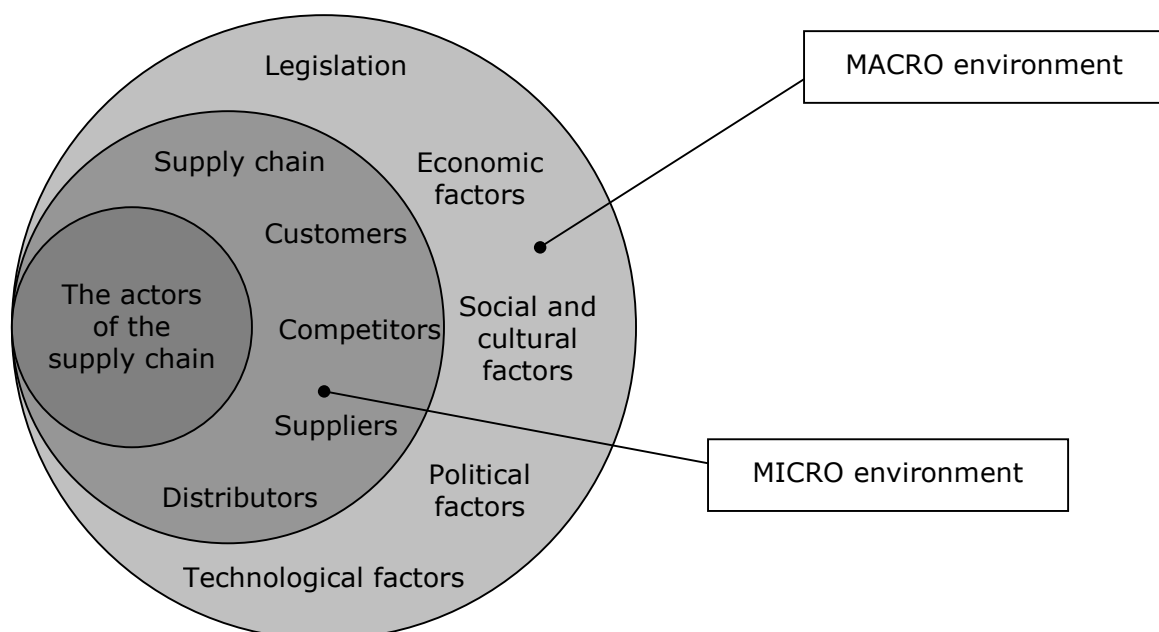 Legislation
MACRO environment
Supply chain
Economic
factors
Customers
The actors
of the
supply chain
Competitors
Social and
cultural
factors
Suppliers
MICRO environment
Political
factors
Distributors
Technological factors